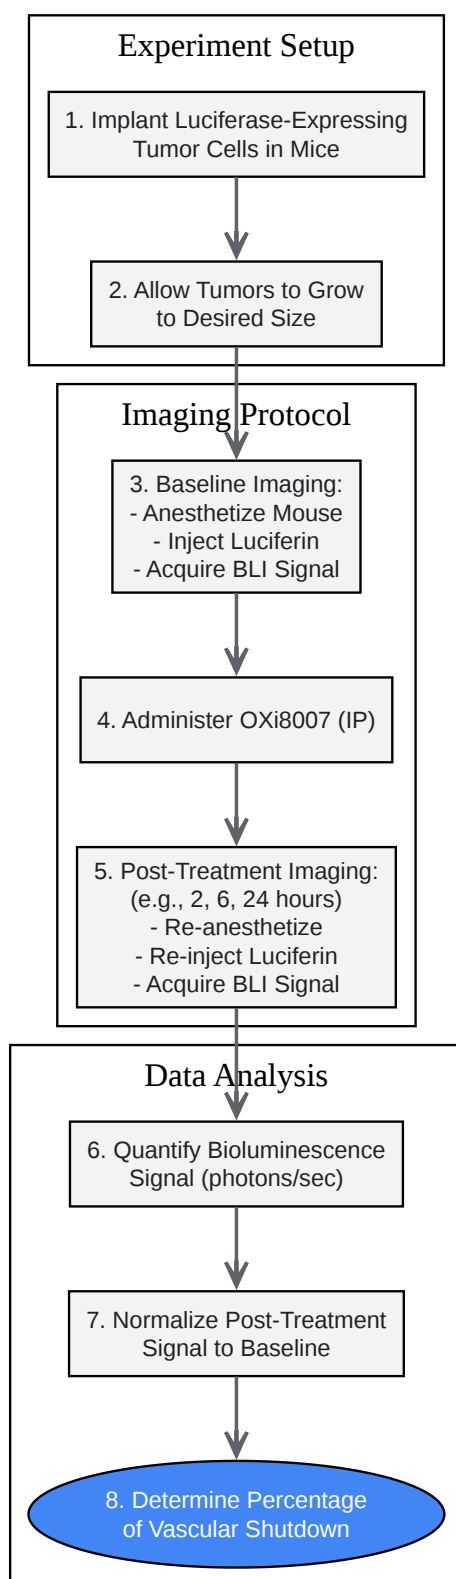 Experiment Setup
1. Implant Luciferase-Expressing
Tumor Cells in Mice
2. Allow Tumors to Grow
to Desired Size
Imaging Protocol
3. Baseline Imaging:
- Anesthetize Mouse
- Inject Luciferin
- Acquire BLI Signal
4. Administer OXi8007 (IP)
5. Post-Treatment Imaging:
(e.g., 2, 6, 24 hours)
- Re-anesthetize
- Re-inject Luciferin
- Acquire BLI Signal
Data Analysis
6. Quantify Bioluminescence
Signal (photons/sec)
7. Normalize Post-Treatment
Signal to Baseline
8. Determine Percentage
of Vascular Shutdown